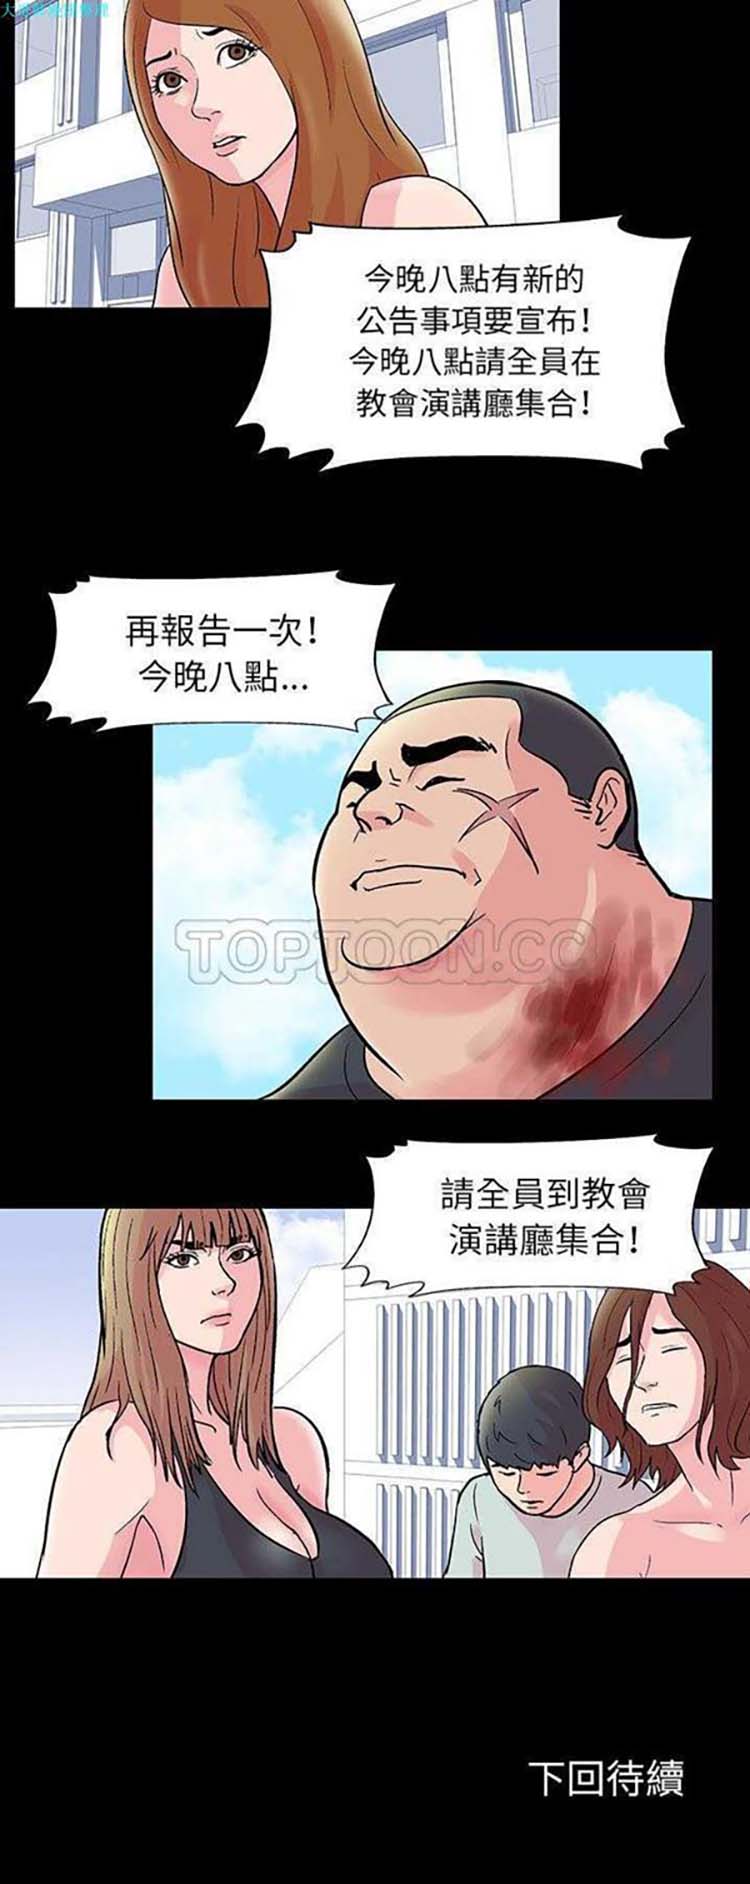 今晚八點有新的
公告事項要宣布！
今晚八點請全員在
教會演講廳集合！
再報告一次！
今晚八點...
TOPTOON.CC
請全員到教會
演講廳集合！
下回待續